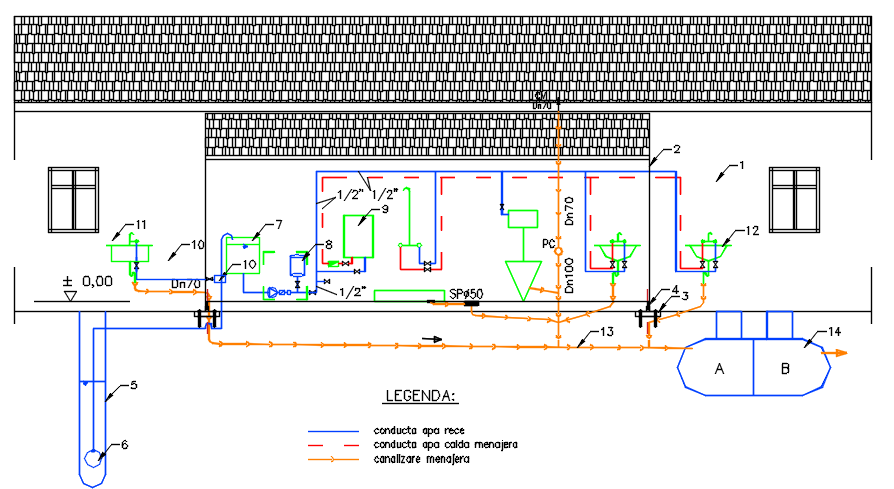 CV
Dn70
2
1
1/2" 1/2"
9
11
10
7
8
Dn70
PC
12
± 0,00
Dn70
10
1/2"
Dn100
SPø50
4
3
13
14
A
B
5
6
LEGENDA:
conducta apa rece
conducta apa calda menajera
canalizare menajera